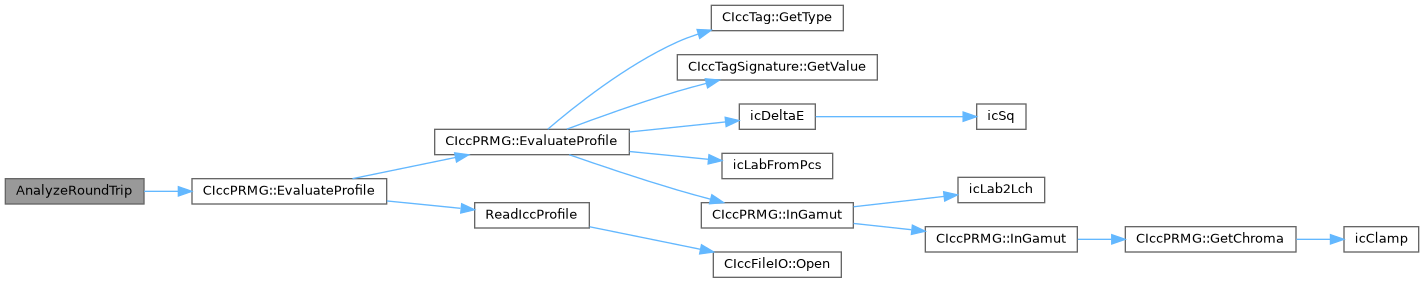 CIccTag::GetType
CIccTagSignature::GetValue
icDeltaE
icSq
CIccPRMG::EvaluateProfile
icLabFromPcs
AnalyzeRoundTrip
CIccPRMG::EvaluateProfile
icLab2Lch
ReadIccProfile
CIccPRMG::InGamut
CIccPRMG::InGamut
CIccPRMG::GetChroma
icClamp
CIccFileIO::Open